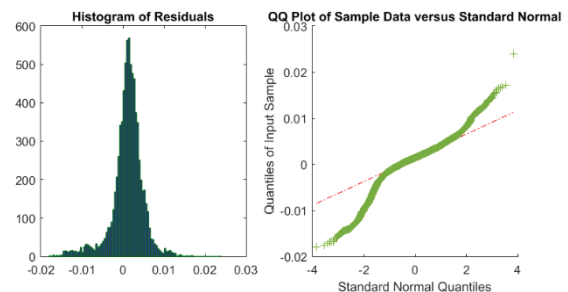 Histogram of Residuals
600
500
400
300
200
100
0
-0.02 -0.01 0 0.01 0.02 0.03
QQ Plot of Sample Data versus Standard Normal
Quantiles of Input Sample
0.03
0.02
0.01
0
-0.01
-0.02
-4 -2 0 2 4
Standard Normal Quantiles